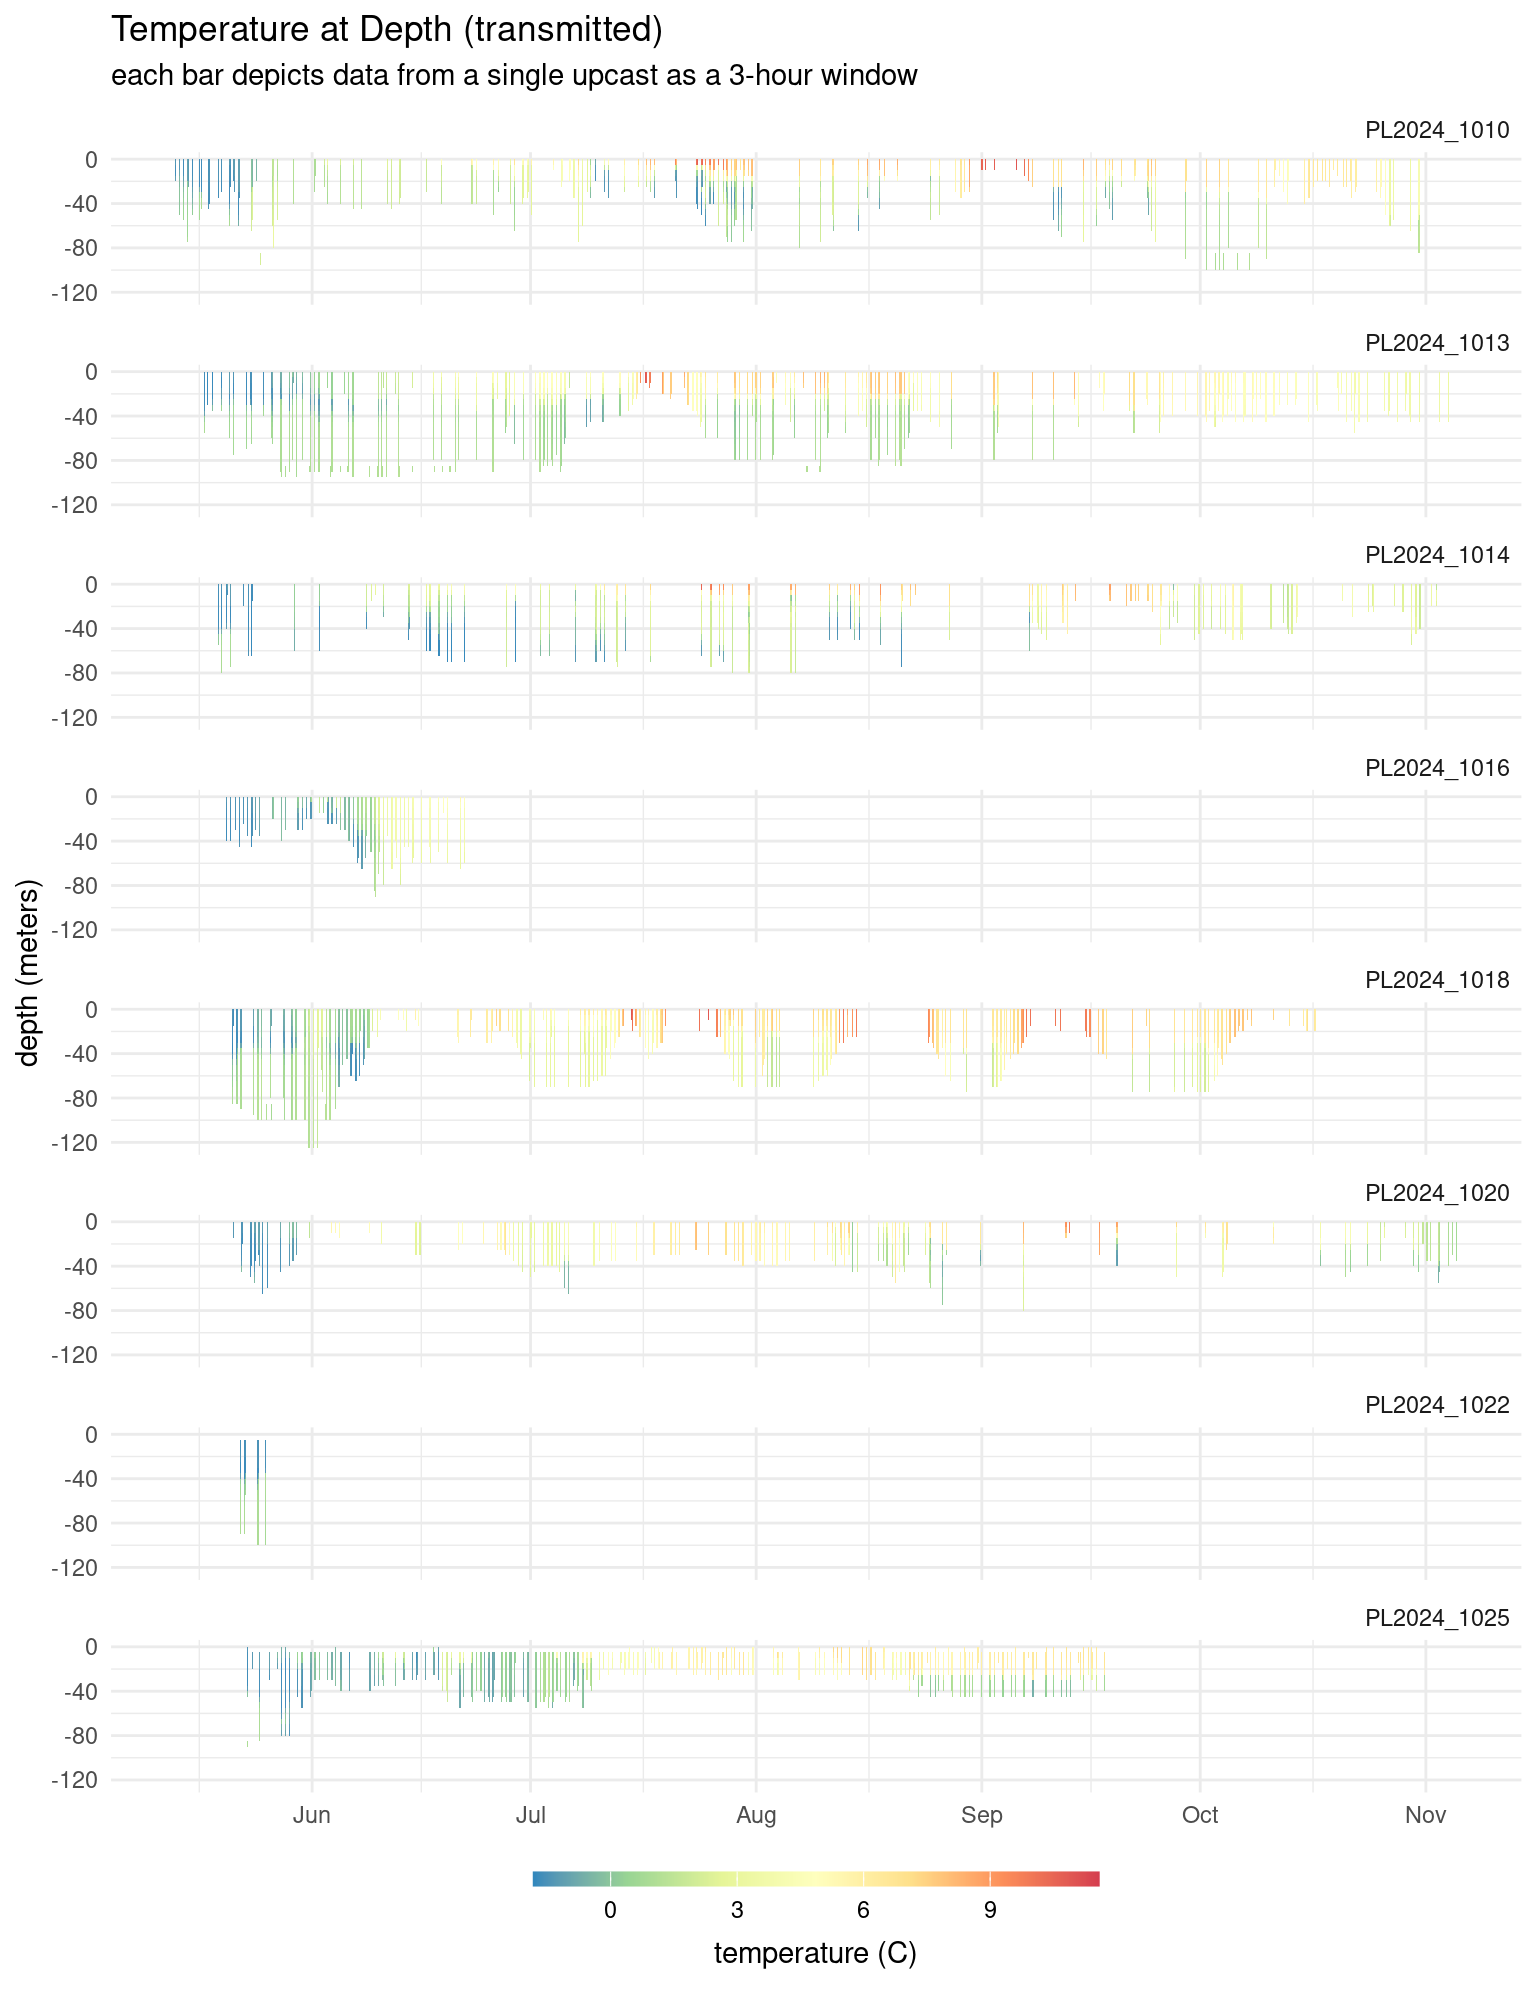 Temperature at Depth (transmitted)
each bar depicts data from a single upcast as a 3-hour window
PL2024_1010
0
-40
-80
-120
PL2024_1013
0
-40
-80
-120
PL2024_1014
0
-40
-80
-120
PL2024_1016
0
-40
-80
-120
PL2024_1018
0
-40
-80
-120
PL2024_1020
0
-40
-80
-120
PL2024_1022
0
-40
-80
-120
PL2024_1025
0
-40
-80
-120
depth (meters)
Jun Jul Aug Sep Oct Nov
0 3 6 9
temperature (C)